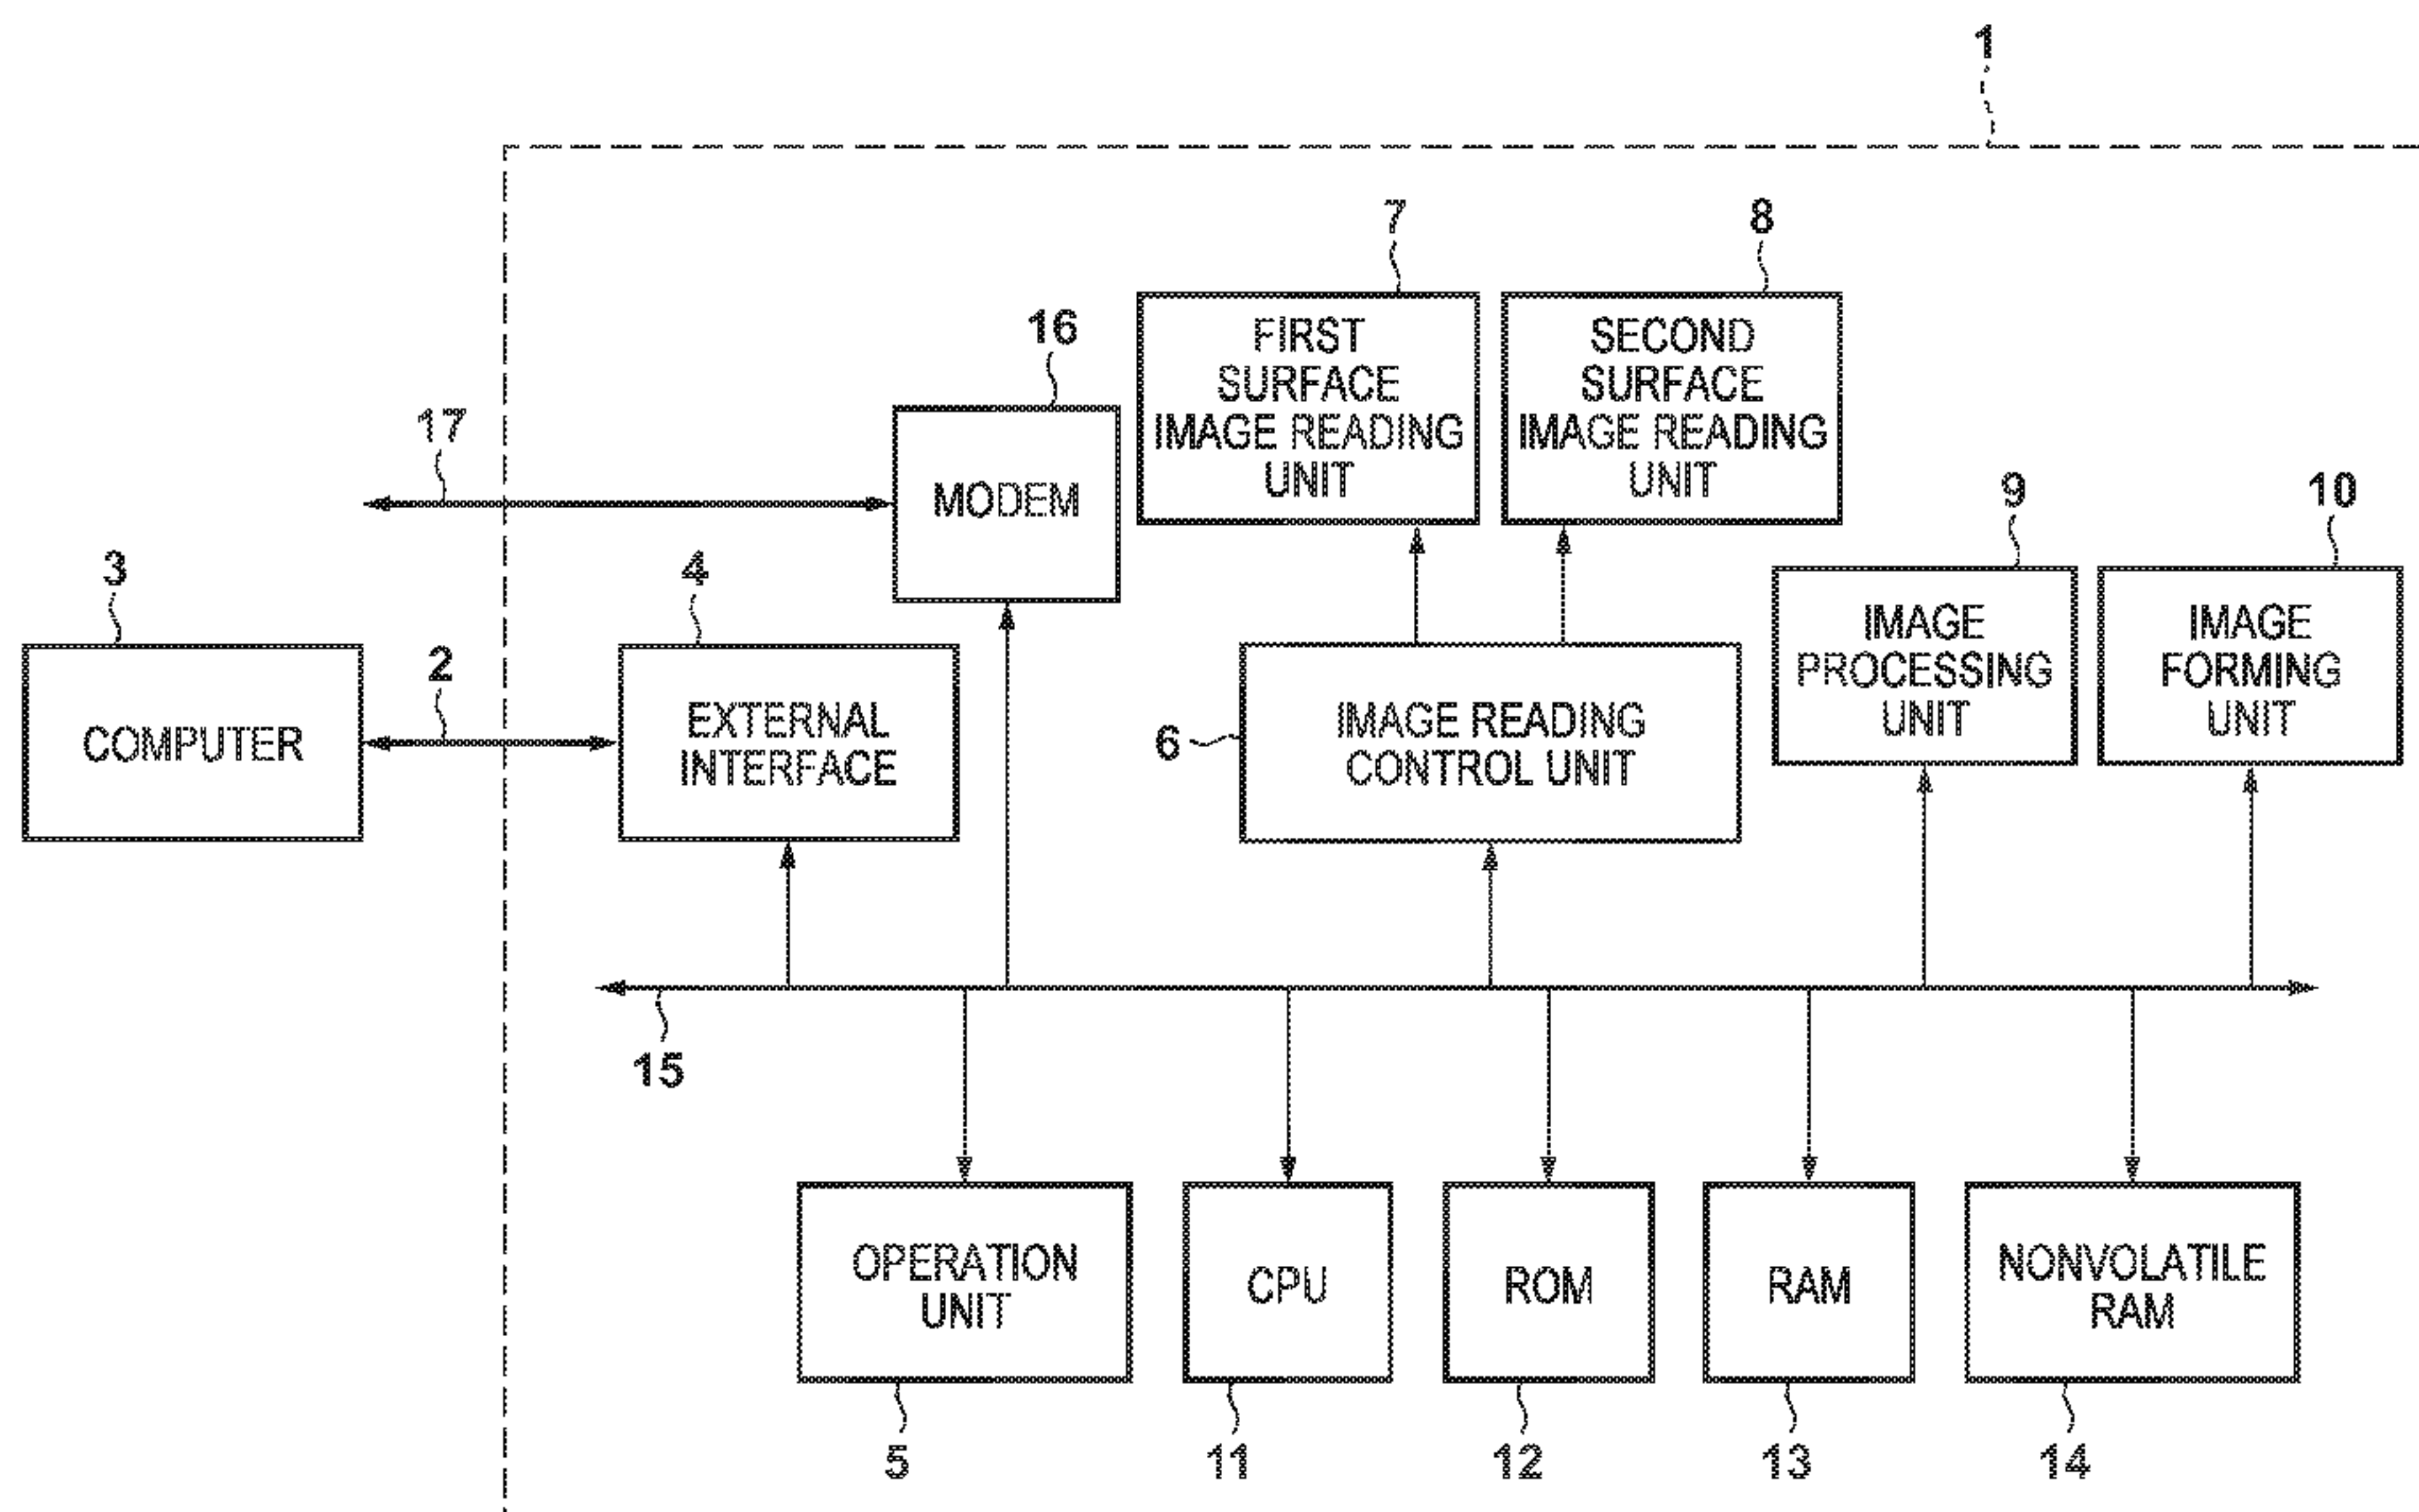 1
7
8
16
FIRST
SURFACE
IMAGE READING
UNIT
SECOND
SURFACE
IMAGE READING
UNIT
17
MODEM
9
10
3
4
IMAGE
PROCESSING
UNIT
IMAGE
FORMING
UNIT
2
COMPUTER
EXTERNAL
INTERFACE
6
IMAGE READING
CONTROL UNIT
15
OPERATION
UNIT
CPU
ROM
RAM
NONVOLATILE
RAM
5
11
12
13
14